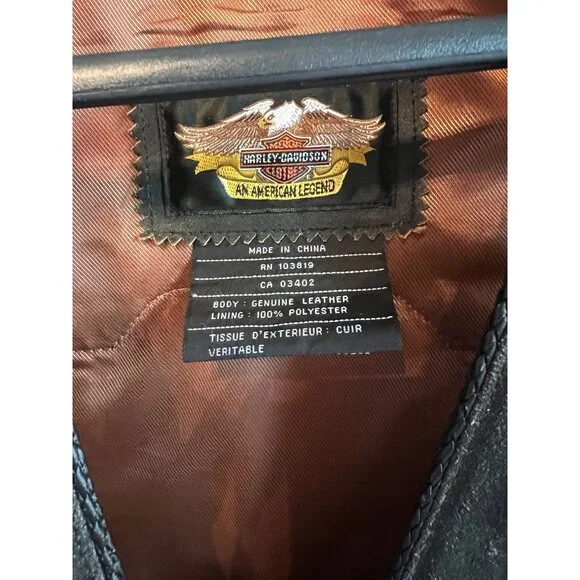 MOTOR
HARLEY-DAVIDSON
CLOTHES
AN AMERICAN LEGEND
MADE IN CHINA
RN 103819
CA 03402
BODY: GENUINE LEATHER
LINING: 100% POLYESTER
TISSUE D'EXTERIEUR: CUIR
VERITABLE